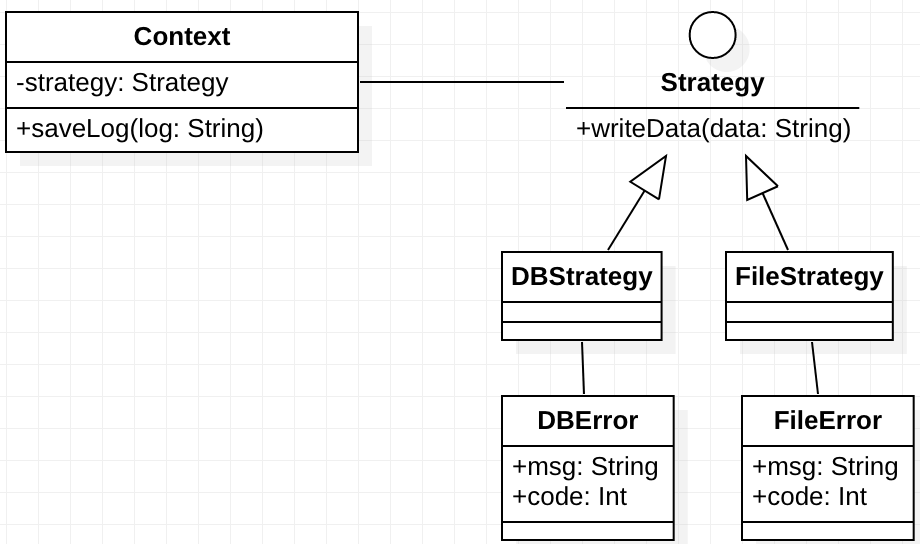 Context
-strategy: Strategy
+saveLog(log: String)
Strategy
+writeData(data: String)
DBStrategy
FileStrategy
DBError
+msg: String
+code: Int
FileError
+msg: String
+code: Int